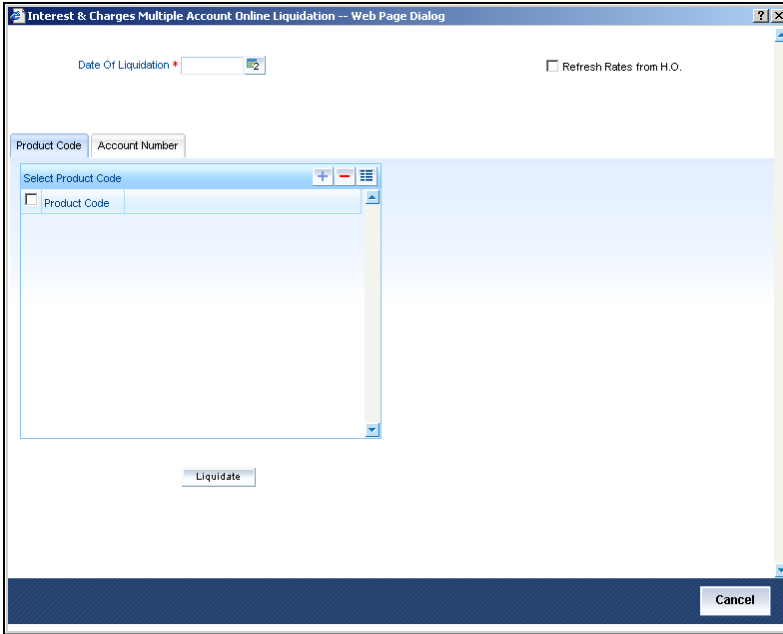 Interest & Charges Multiple Account Online Liquidation -- Web Page Dialog
Date Of Liquidation *
Refresh Rates from H.O.
Product Code
Account Number
Select Product Code
Product Code
Liquidate
Cancel